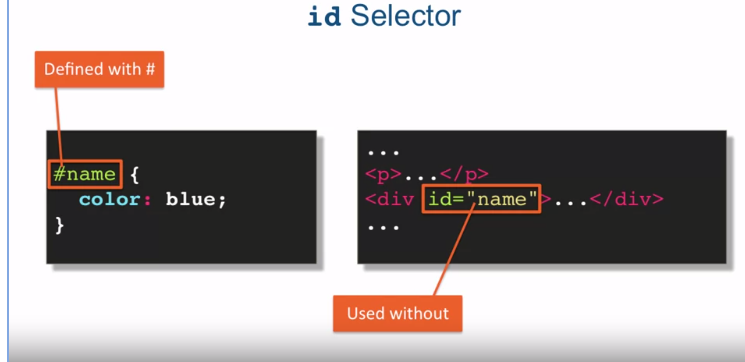 id Selector
Defined with #
#name {
color: blue;
}
...
<p>...</p>
<div id="name">...</div>
...
Used without